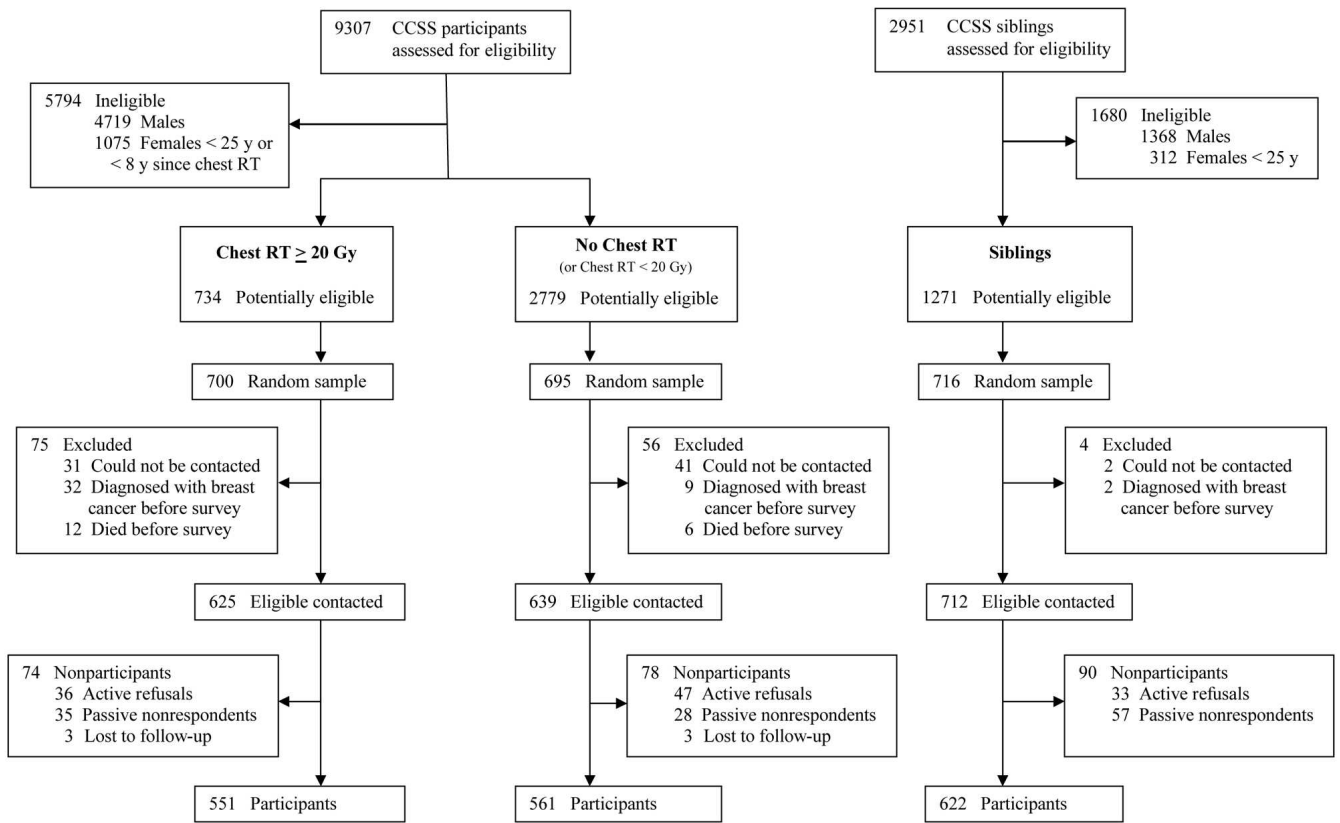 9307 CCSS participants
assessed for eligibility
2951 CCSS siblings
assessed for eligibility
5794 Ineligible
4719 Males
1075 Females < 25 y or
< 8 y since chest RT
1680 Ineligible
1368 Males
312 Females < 25 y
Chest RT ≥ 20 Gy
734 Potentially eligible
No Chest RT
(or Chest RT < 20 Gy)
2779 Potentially eligible
Siblings
1271 Potentially eligible
700 Random sample
695 Random sample
716 Random sample
75 Excluded
31 Could not be contacted
32 Diagnosed with breast
cancer before survey
12 Died before survey
56 Excluded
41 Could not be contacted
9 Diagnosed with breast
cancer before survey
6 Died before survey
4 Excluded
2 Could not be contacted
2 Diagnosed with breast
cancer before survey
625 Eligible contacted
639 Eligible contacted
712 Eligible contacted
74 Nonparticipants
36 Active refusals
35 Passive nonrespondents
3 Lost to follow-up
78 Nonparticipants
47 Active refusals
28 Passive nonrespondents
3 Lost to follow-up
90 Nonparticipants
33 Active refusals
57 Passive nonrespondents
551 Participants
561 Participants
622 Participants